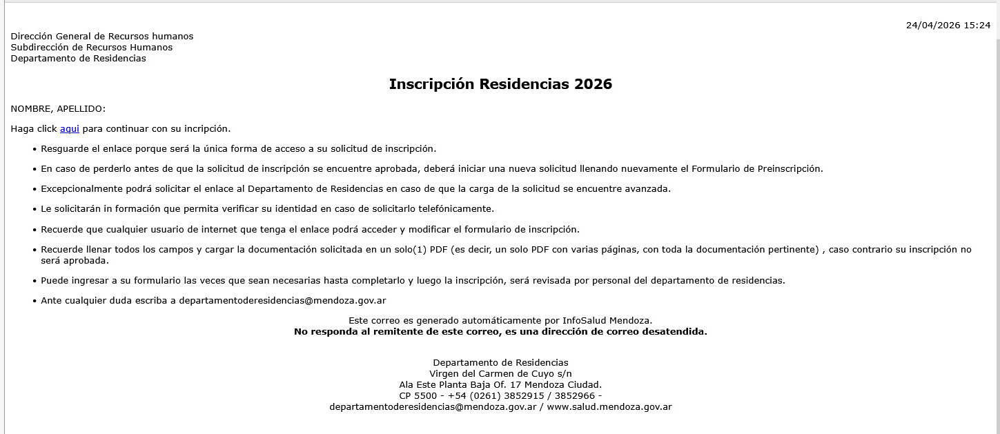 24/04/2026 15:24
Dirección General de Recursos humanos
Subdirección de Recursos Humanos
Departamento de Residencias
Inscripción Residencias 2026
NOMBRE, APELLIDO:
Haga click aqui para continuar con su incripción.
• Resguarde el enlace porque será la única forma de acceso a su solicitud de inscripción.
• En caso de perderlo antes de que la solicitud de inscripción se encuentre aprobada, deberá iniciar una nueva solicitud llenando nuevamente el Formulario de Preinscripción.
• Excepcionalmente podrá solicitar el enlace al Departamento de Residencias en caso de que la carga de la solicitud se encuentre avanzada.
• Le solicitarán in formación que permita verificar su identidad en caso de solicitarlo telefónicamente.
• Recuerde que cualquier usuario de internet que tenga el enlace podrá acceder y modificar el formulario de inscripción.
• Recuerde llenar todos los campos y cargar la documentación solicitada en un solo(1) PDF (es decir, un solo PDF con varias páginas, con toda la documentación pertinente) , caso contrario su inscripción no
será aprobada.
• Puede ingresar a su formulario las veces que sean necesarias hasta completarlo y luego la inscripción, será revisada por personal del departamento de residencias.
• Ante cualquier duda escriba a departamentoderesidencias@mendoza.gov.ar
Este correo es generado automáticamente por InfoSalud Mendoza.
No responda al remitente de este correo, es una dirección de correo desatendida.
Departamento de Residencias
Virgen del Carmen de Cuyo s/n
Ala Este Planta Baja Of. 17 Mendoza Ciudad.
CP 5500 - +54 (0261) 3852915 / 3852966 -
departamentoderesidencias@mendoza.gov.ar / www.salud.mendoza.gov.ar